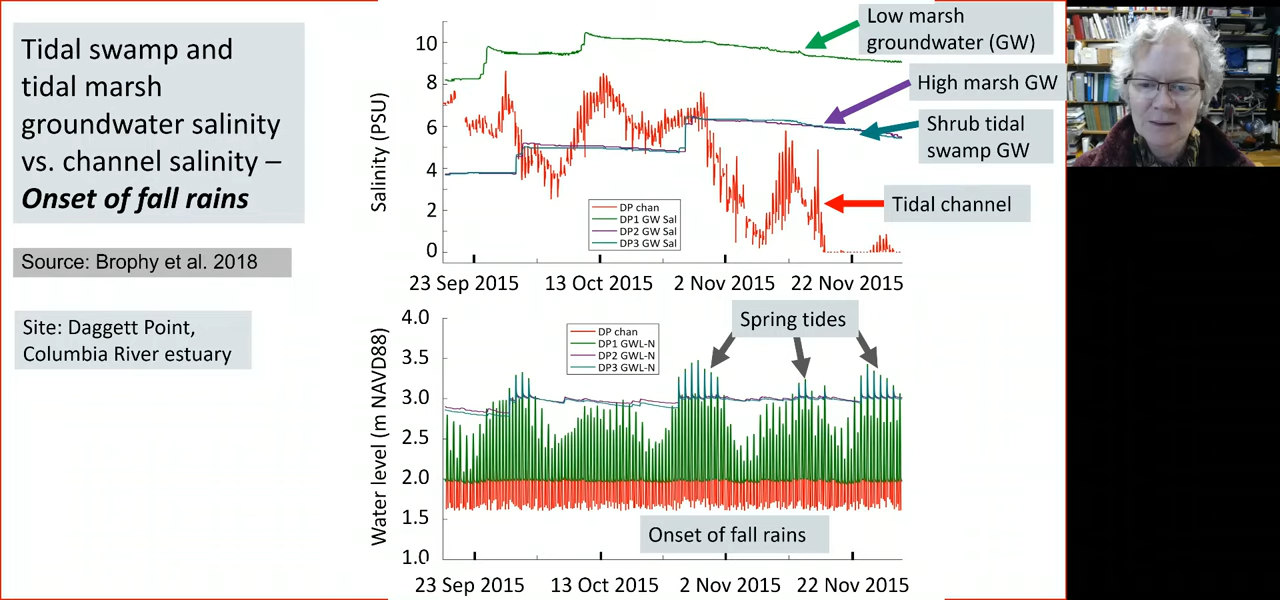 Tidal swamp and
tidal marsh
groundwater salinity
vs. channel salinity –
Onset of fall rains
Source: Brophy et al. 2018
Site: Daggett Point,
Columbia River estuary
Salinity (PSU)
10
8
6
4
2
0
Low marsh
groundwater (GW)
High marsh GW
Shrub tidal
swamp GW
Tidal channel
DP chan
DP1 GW Sal
DP2 GW Sal
DP3 GW Sal
23 Sep 2015
13 Oct 2015
2 Nov 2015
22 Nov 2015
Water level (m NAVD88)
4.0
3.5
3.0
2.5
2.0
1.5
1.0
DP chan
DP1 GWL-N
DP2 GWL-N
DP3 GWL-N
Spring tides
Onset of fall rains
23 Sep 2015
13 Oct 2015
2 Nov 2015
22 Nov 2015